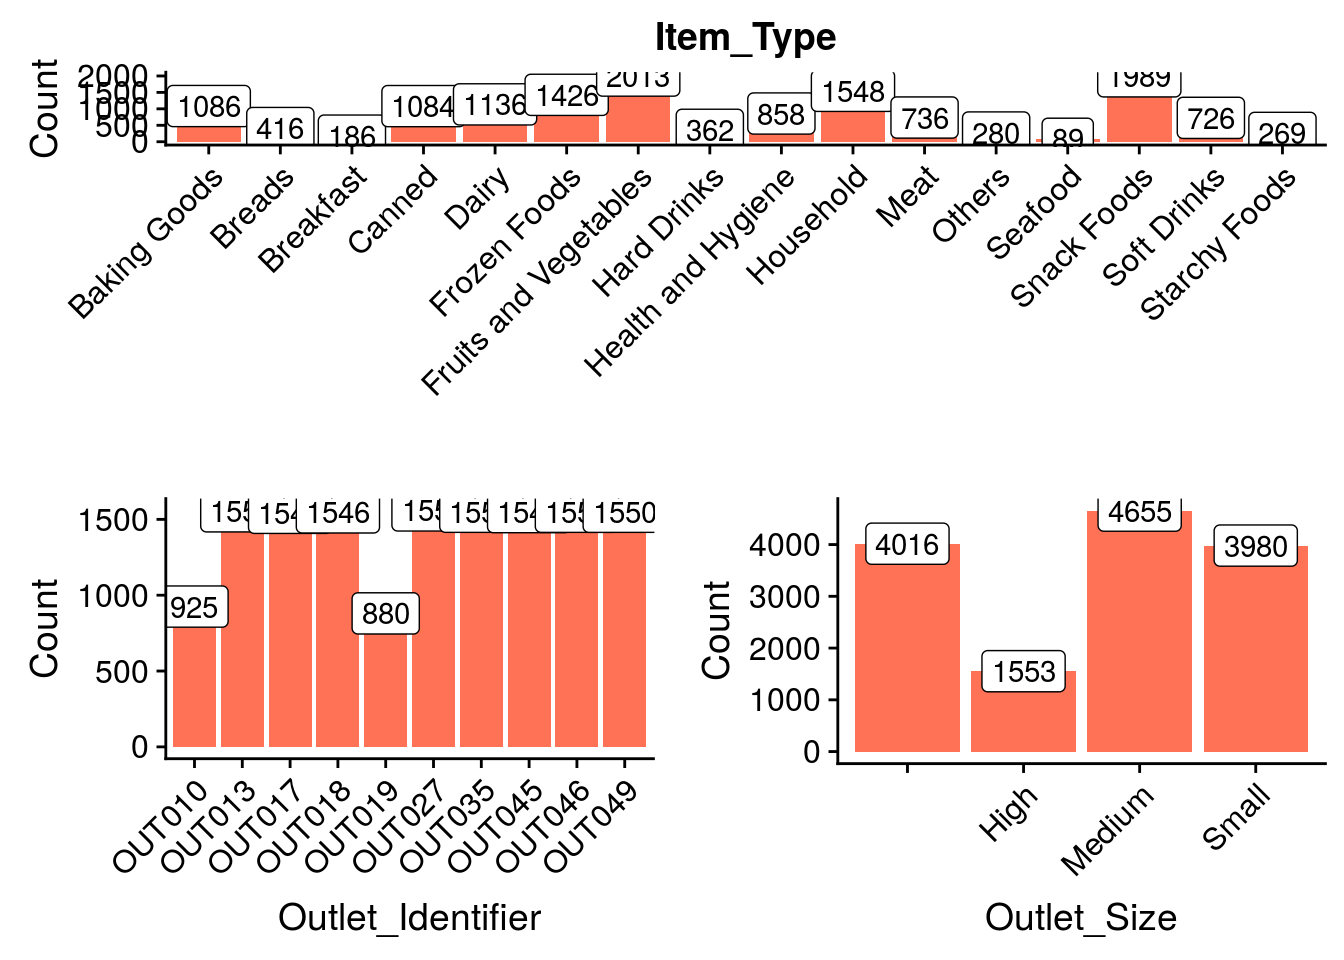 Item_Type
Count
2000
1500
1000
500
0
1086
416
186
1084
1136
1426
2013
362
858
1548
736
280
89
1989
726
269
Baking Goods
Breads
Breakfast
Canned
Dairy
Frozen Foods
Fruits and Vegetables
Hard Drinks
Health and Hygiene
Household
Meat
Others
Seafood
Snack Foods
Soft Drinks
Starchy Foods
Count
1500
1000
500
0
925
1546
880
1550
OUT010
OUT013
OUT017
OUT018
OUT019
OUT027
OUT035
OUT045
OUT046
OUT049
Outlet_Identifier
Count
4000
3000
2000
1000
0
4016
1553
4655
3980
High
Medium
Small
Outlet_Size